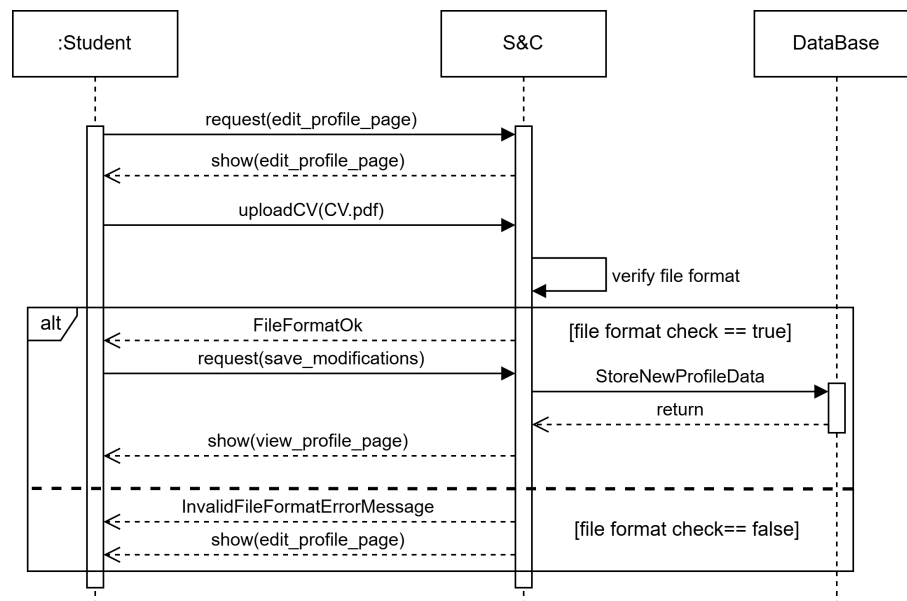 :Student
S&C
DataBase
request(edit_profile_page)
show(edit_profile_page)
uploadCV(CV.pdf)
verify file format
alt
FileFormatOk
[file format check == true]
request(save_modifications)
StoreNewProfileData
return
show(view_profile_page)
InvalidFileFormatErrorMessage
[file format check== false]
show(edit_profile_page)